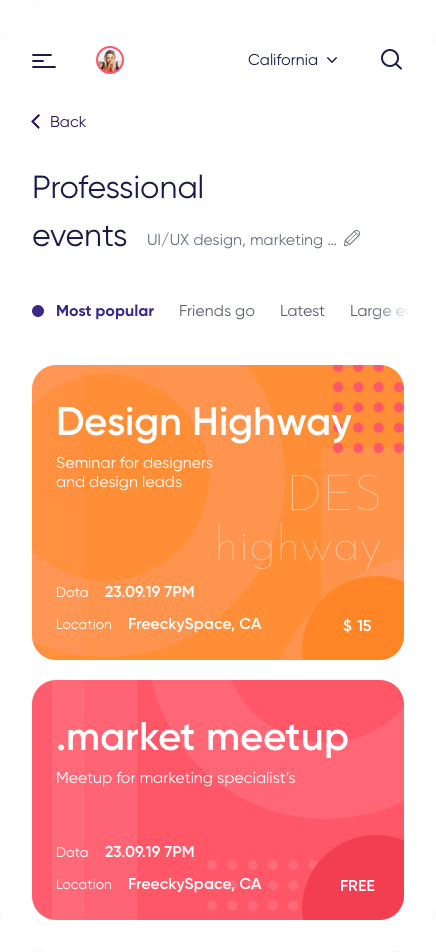 California
Back
Professional
events UI/UX design, marketing ...
Most popular Friends go Latest Large
Design Highway
Seminar for designers
and design leads
DES
highway
Data 23.09.19 7PM
Location FreeckySpace, CA
$ 15
.market meetup
Meetup for marketing specialist's
Data 23.09.19 7PM
Location FreeckySpace, CA
FREE